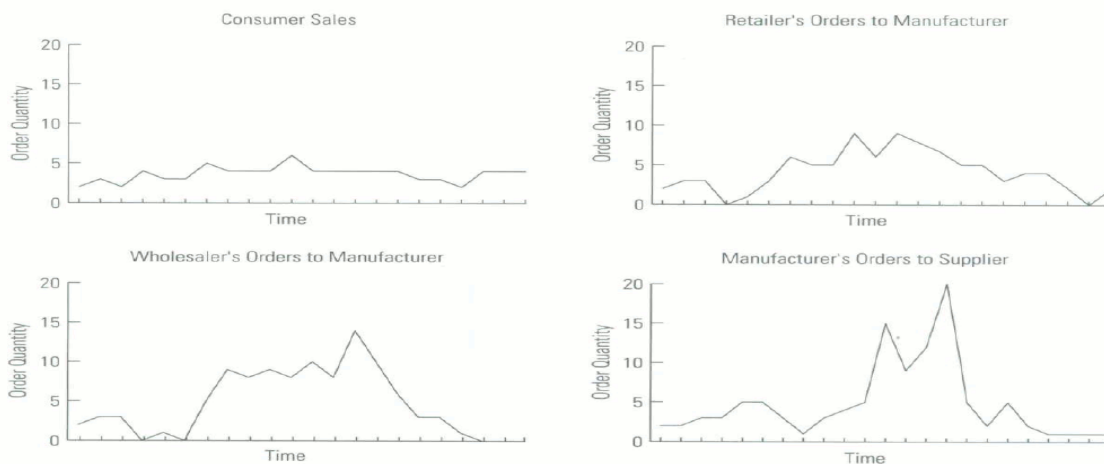 Consumer Sales
20
15
10
5
0
Order Quantity
Time
Retailer's Orders to Manufacturer
20
15
10
5
0
Order Quantity
Time
Wholesaler's Orders to Manufacturer
20
15
10
5
0
Order Quantity
Time
Manufacturer's Orders to Supplier
20
15
10
5
0
Order Quantity
Time